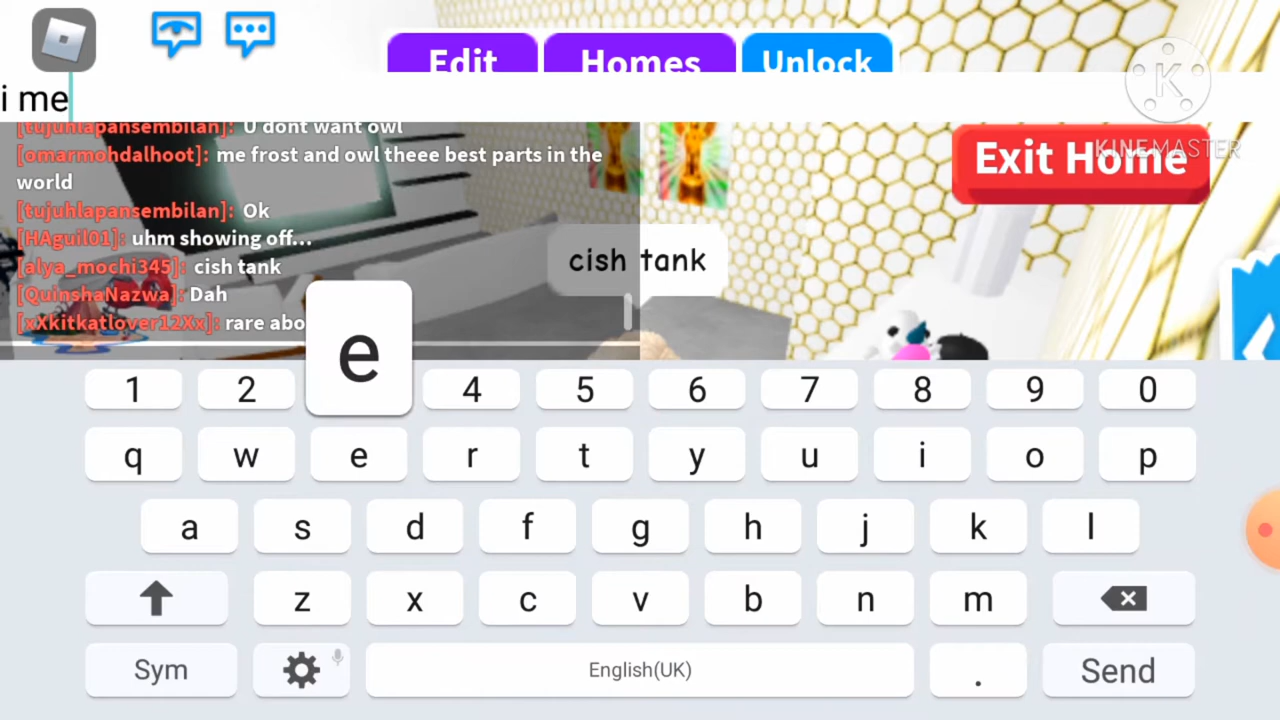 Edit Homes Unlock
i me
[tujuhlapansembilan]: U dont want owl
[omarmohdalhoot]: me frost and owl theee best parts in the
world
[tujuhlapansembilan]: Ok
[HAguil01]: uhm showing off...
[alya_mochi345]: cish tank
[QuinshaNazwa]: Dah
[xXkitkatlover12Xx]: rare abo
K
KINEMASTER
Exit Home
cish tank
e
1 2 4 5 6 7 8 9 0
q w e r t y u i o p
a s d f g h j k l
z x c v b n m
Sym English(UK) . Send